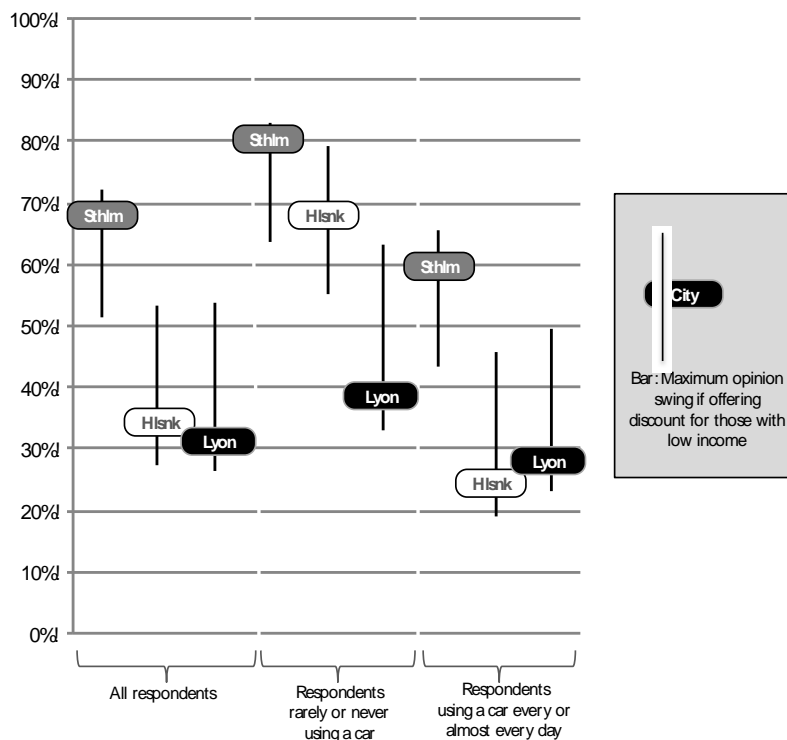 100%
90%
80%
70%
60%
50%
40%
30%
20%
10%
0%
Sthlm
Hlsnk
Lyon
Sthlm
Hlsnk
Lyon
Sthlm
Hlsnk
Lyon
All respondents
Respondents
rarely or never
using a car
Respondents
using a car every or
almost every day
City
Bar: Maximum opinion
swing if offering
discount for those with
low income